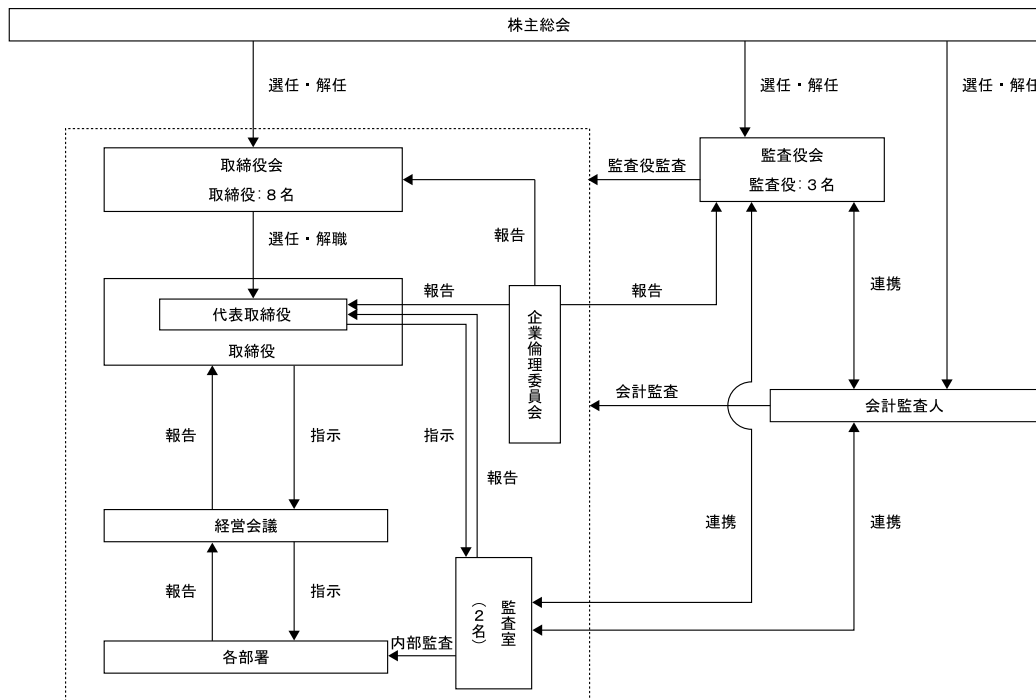 株主総会
選任・解任
選任・解任
選任・解任
取締役会
取締役：8名
監査役監査
監査役会
監査役：3名
選任・解職
報告
報告
報告
連携
代表取締役
取締役
企業倫理委員会
会計監査
会計監査人
報告
指示
指示
報告
経営会議
連携
連携
報告
指示
監査室
（2名）
内部監査
各部署